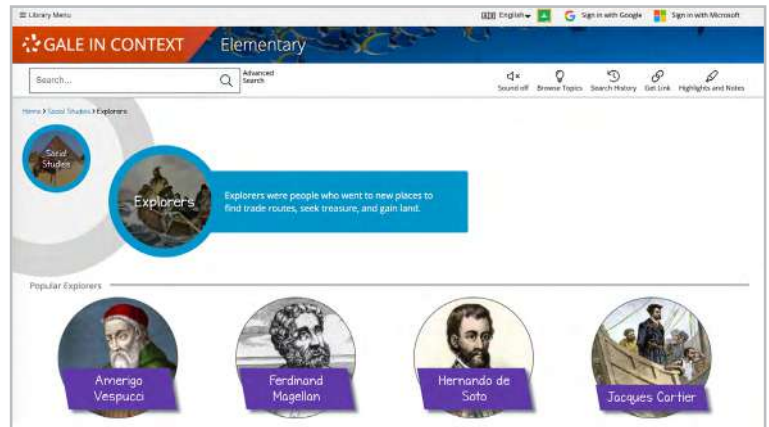 Library Menu
English
Sign in with Google
Sign in with Microsoft
GALE IN CONTEXT
Elementary
Search...
Advanced
Search
Sound off
Browse Topics
Search History
Get Link
Highlights and Notes
Home > Social Studies > Explorers
Social
Studies
Explorers
Explorers were people who went to new places to
find trade routes, seek treasure, and gain land.
Popular Explorers
Amerigo
Vespucci
Ferdinand
Magellan
Hernando de
Soto
Jacques Cartier